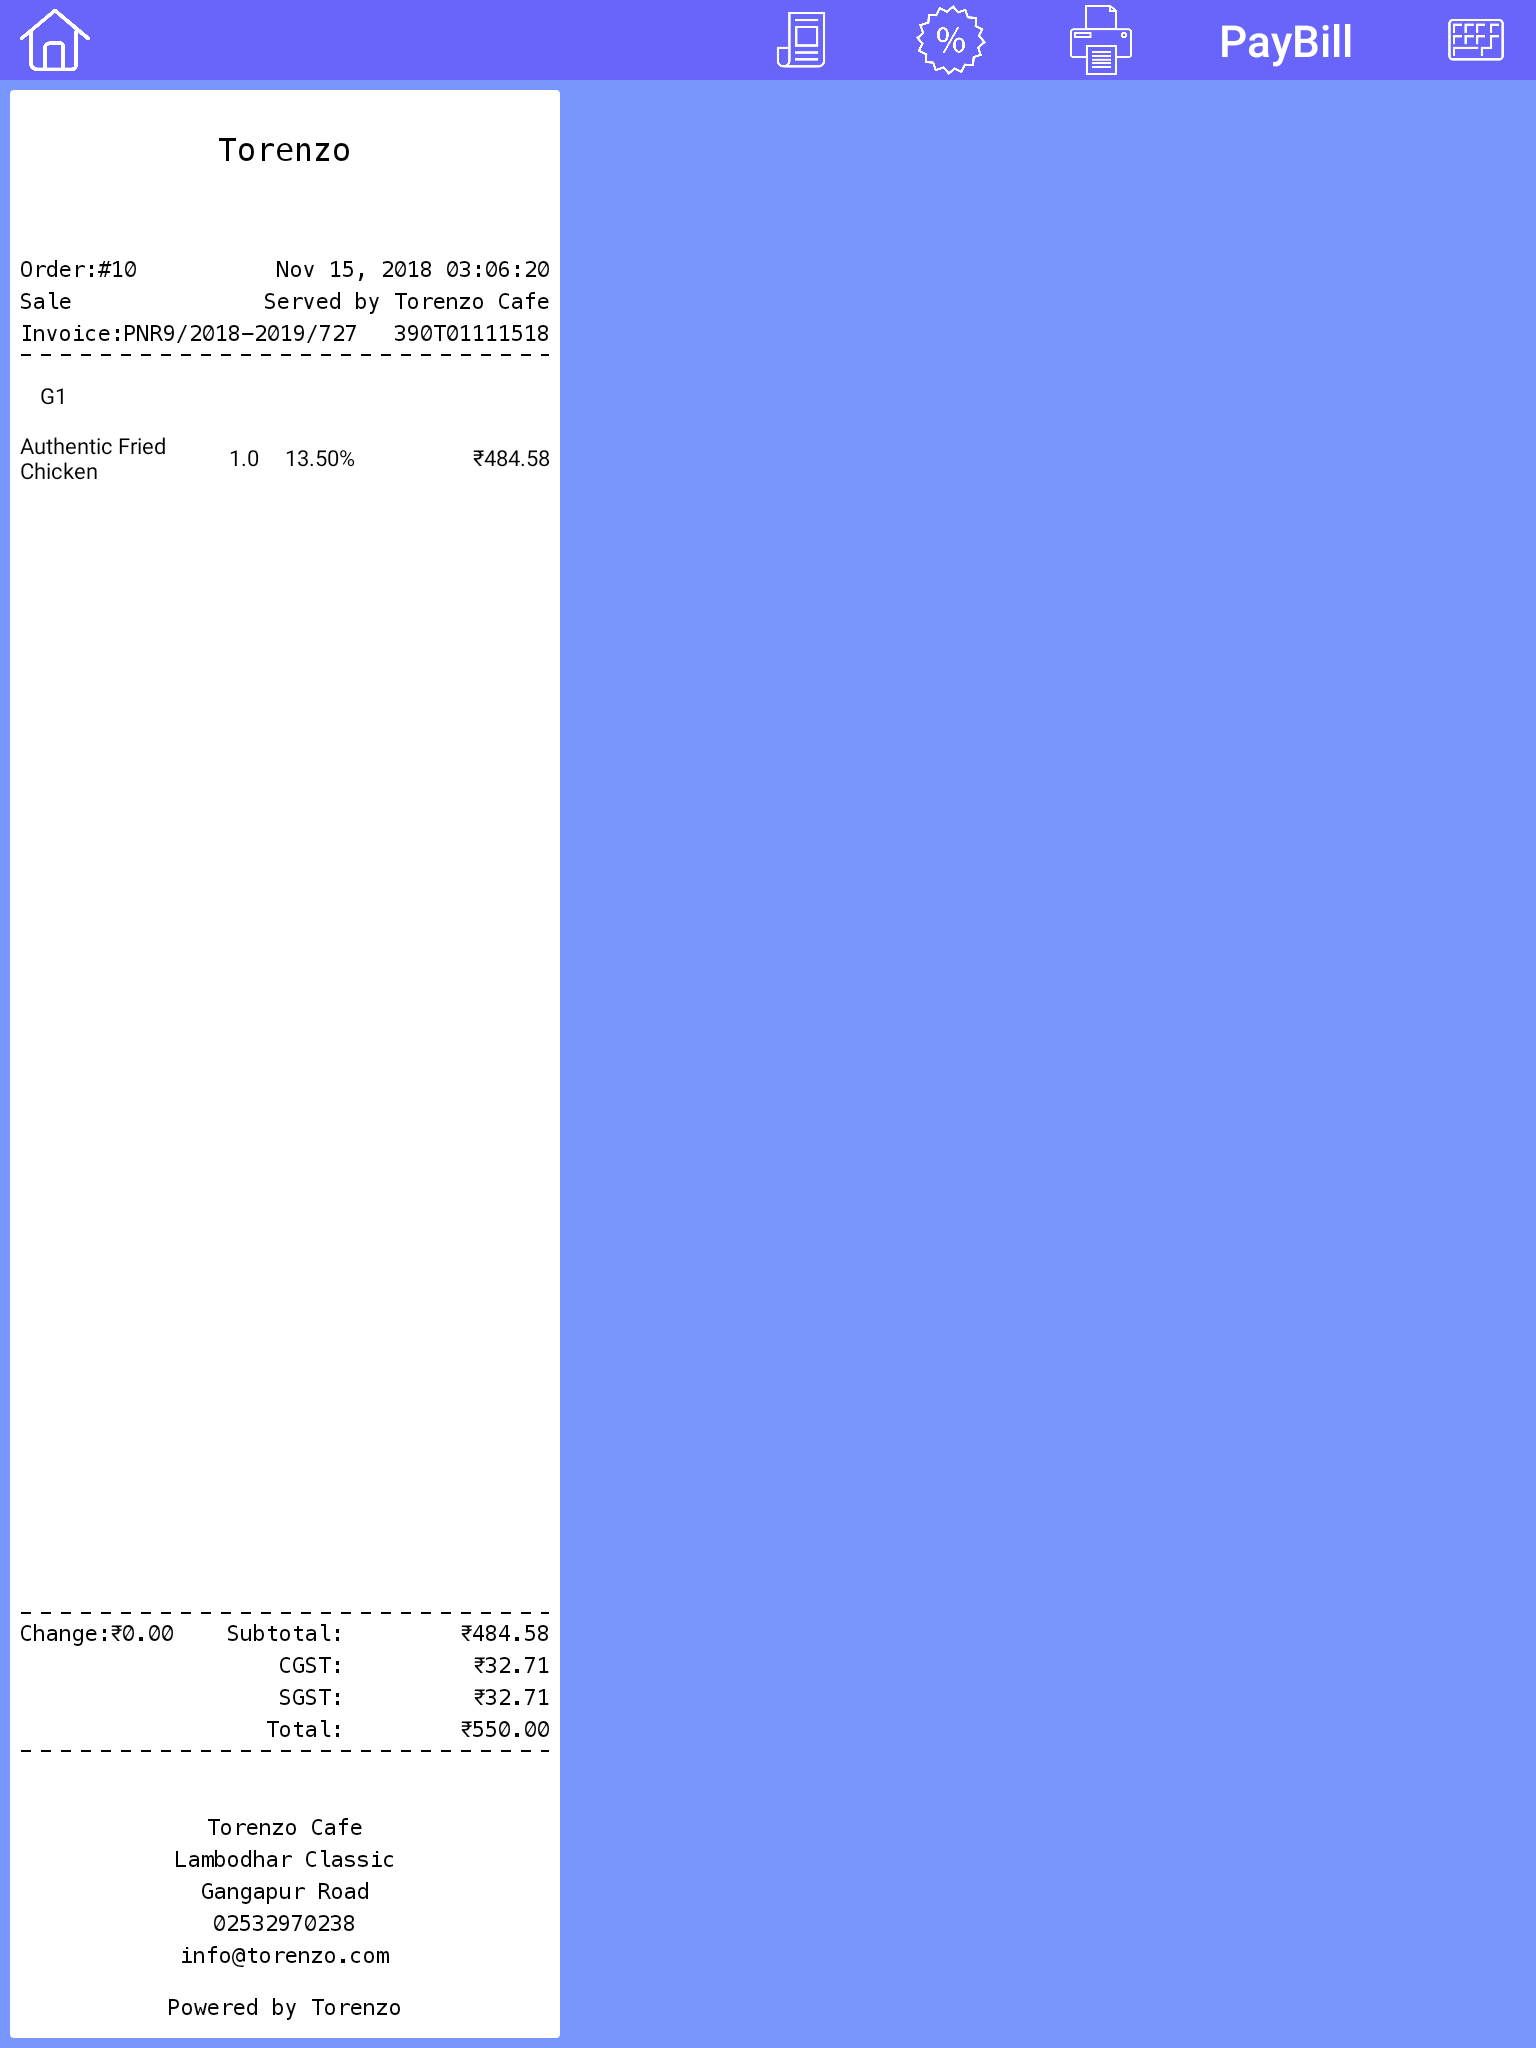 PayBill
Torenzo
Order:#10 Nov 15, 2018 03:06:20
Sale Served by Torenzo Cafe
Invoice:PNR9/2018-2019/727 390T01111518
G1
Authentic Fried Chicken 1.0 13.50% ₹484.58
Change:₹0.00 Subtotal: ₹484.58
CGST: ₹32.71
SGST: ₹32.71
Total: ₹550.00
Torenzo Cafe
Lambodhar Classic
Gangapur Road
02532970238
info@torenzo.com
Powered by Torenzo